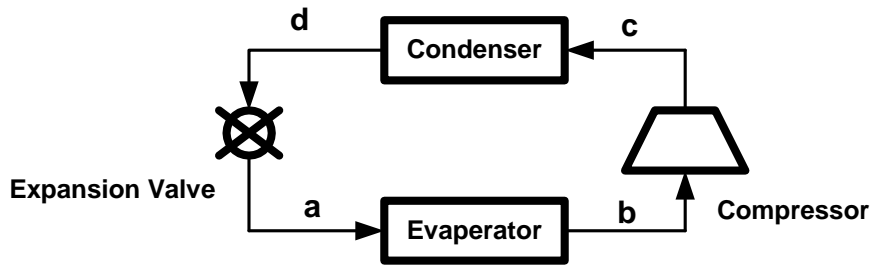 d
Condenser
c
Expansion Valve
a
Evaperator
b
Compressor